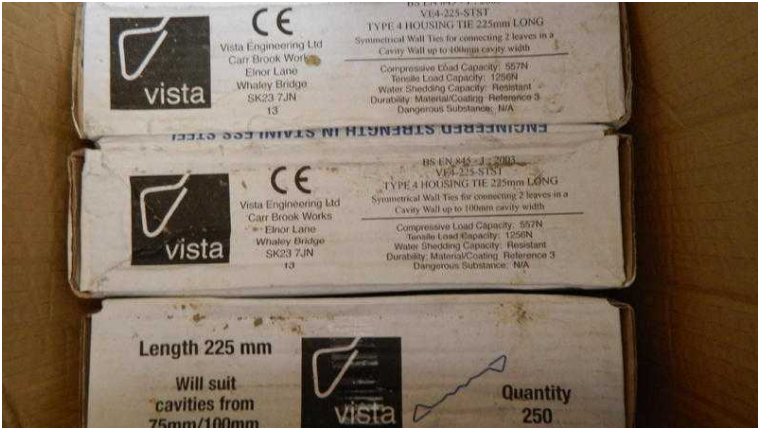 vista
CE
Vista Engineering Ltd
Carr Brook Works
Elnor Lane
Whaley Bridge
SK23 7JN
13
VE4-225-STST
TYPE 4 HOUSING TIE 225mm LONG
Symmetrical Wall Ties for connecting 2 leaves in a
Cavity Wall up to 100mm cavity width
Compressive Load Capacity: 557N
Tensile Load Capacity: 1256N
Water Shedding Capacity: Resistant
Durability: Material/Coating Reference 3
Dangerous Substance: N/A
ENGINEERED STRENGTH IN STAINLESS STEEL
vista
CE
Vista Engineering Ltd
Carr Brook Works
Elnor Lane
Whaley Bridge
SK23 7JN
13
BS EN 845 - 1 : 2003
VE4-225-STST
TYPE 4 HOUSING TIE 225mm LONG
Symmetrical Wall Ties for connecting 2 leaves in a
Cavity Wall up to 100mm cavity width
Compressive Load Capacity: 557N
Tensile Load Capacity: 1256N
Water Shedding Capacity: Resistant
Durability: Material/Coating Reference 3
Dangerous Substance: N/A
Length 225 mm
Will suit
cavities from
75mm/100mm
vista
Quantity
250